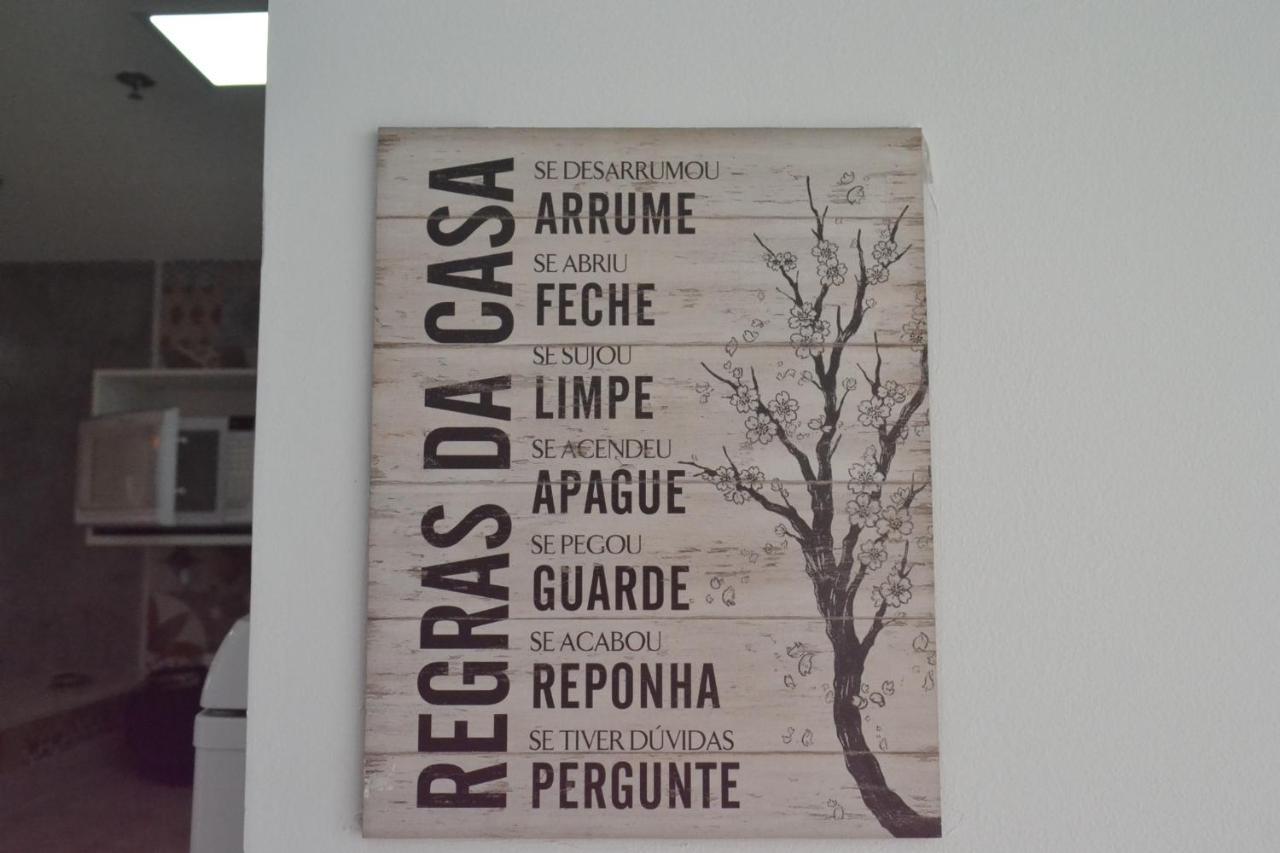 REGRAS DA CASA
SE DESARRUMOU
ARRUME
SE ABRIU
FECHE
SE SUJOU
LIMPE
SE ACENDEU
APAGUE
SE PEGOU
GUARDE
SE ACABOU
REPONHA
SE TIVER DÚVIDAS
PERGUNTE